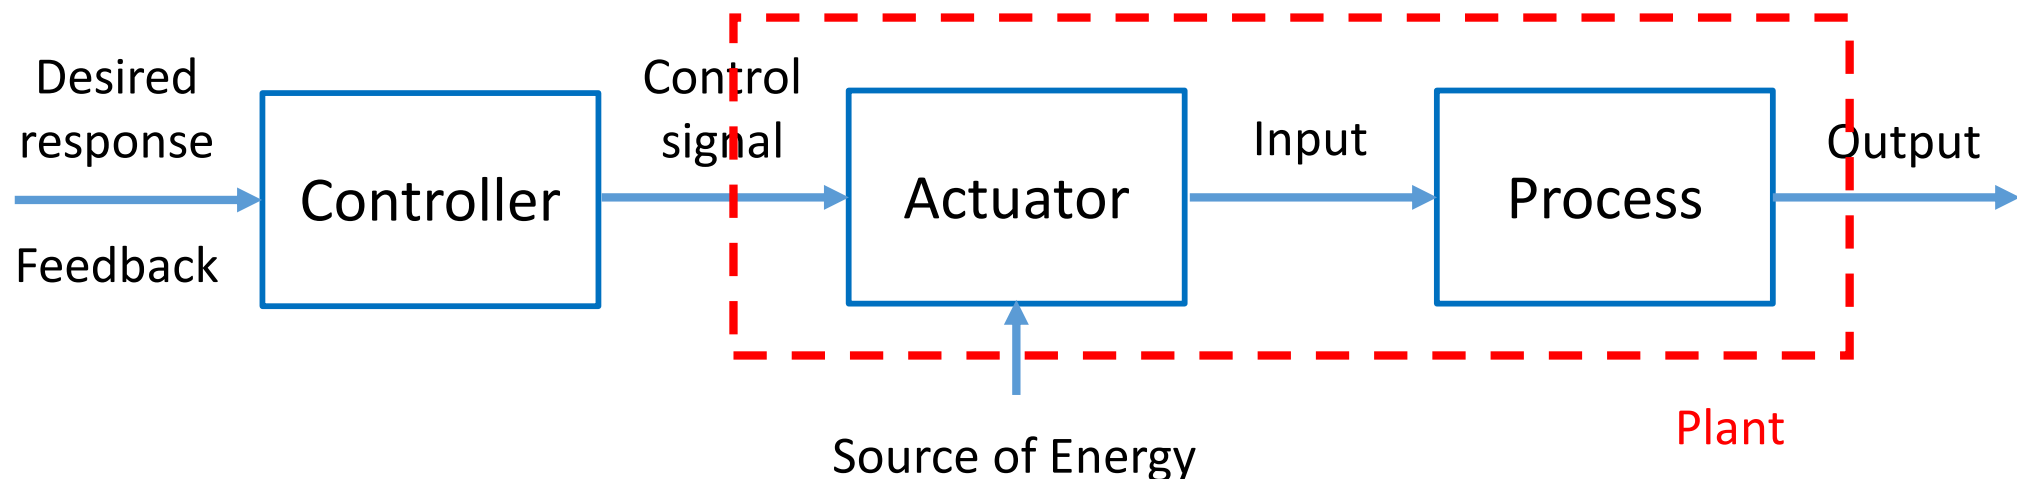 Desired
response
Feedback
Controller
Control
signal
Actuator
Source of Energy
Input
Process
Output
Plant